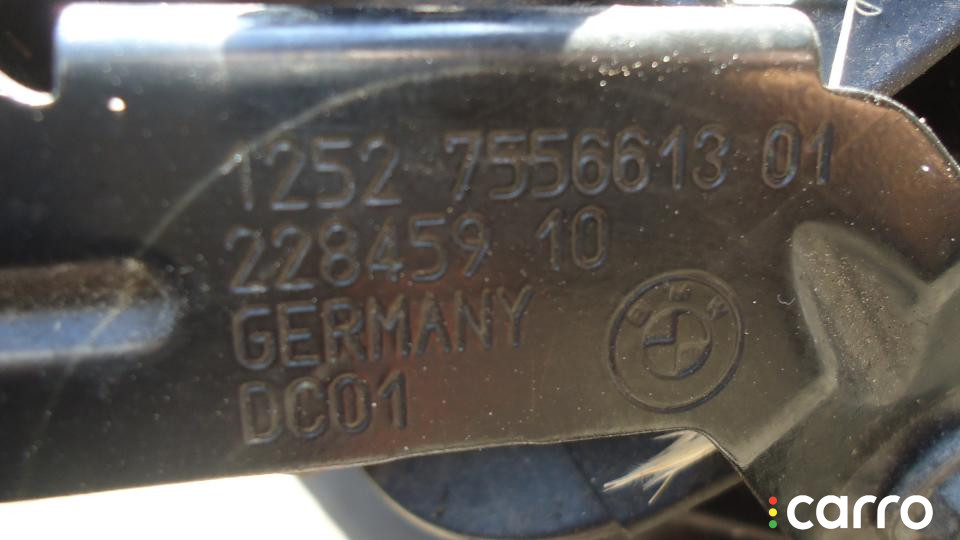 1252 7556613 01
228459 10
GERMANY
DC01
BMW
carro